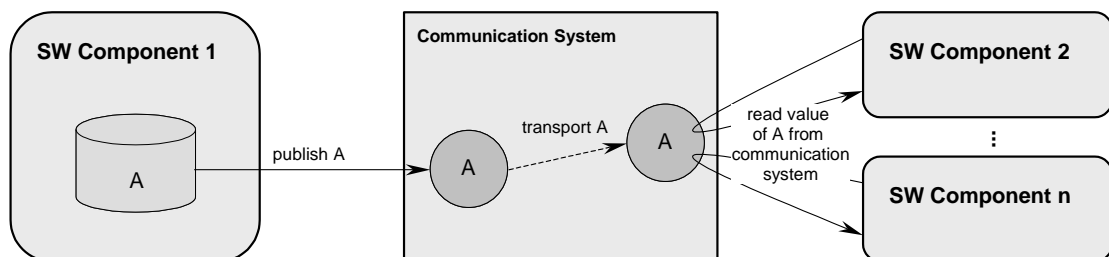 SW Component 1
A
publish A
Communication System
A
transport A
A
read value
of A from
communication
system
SW Component 2
...
SW Component n